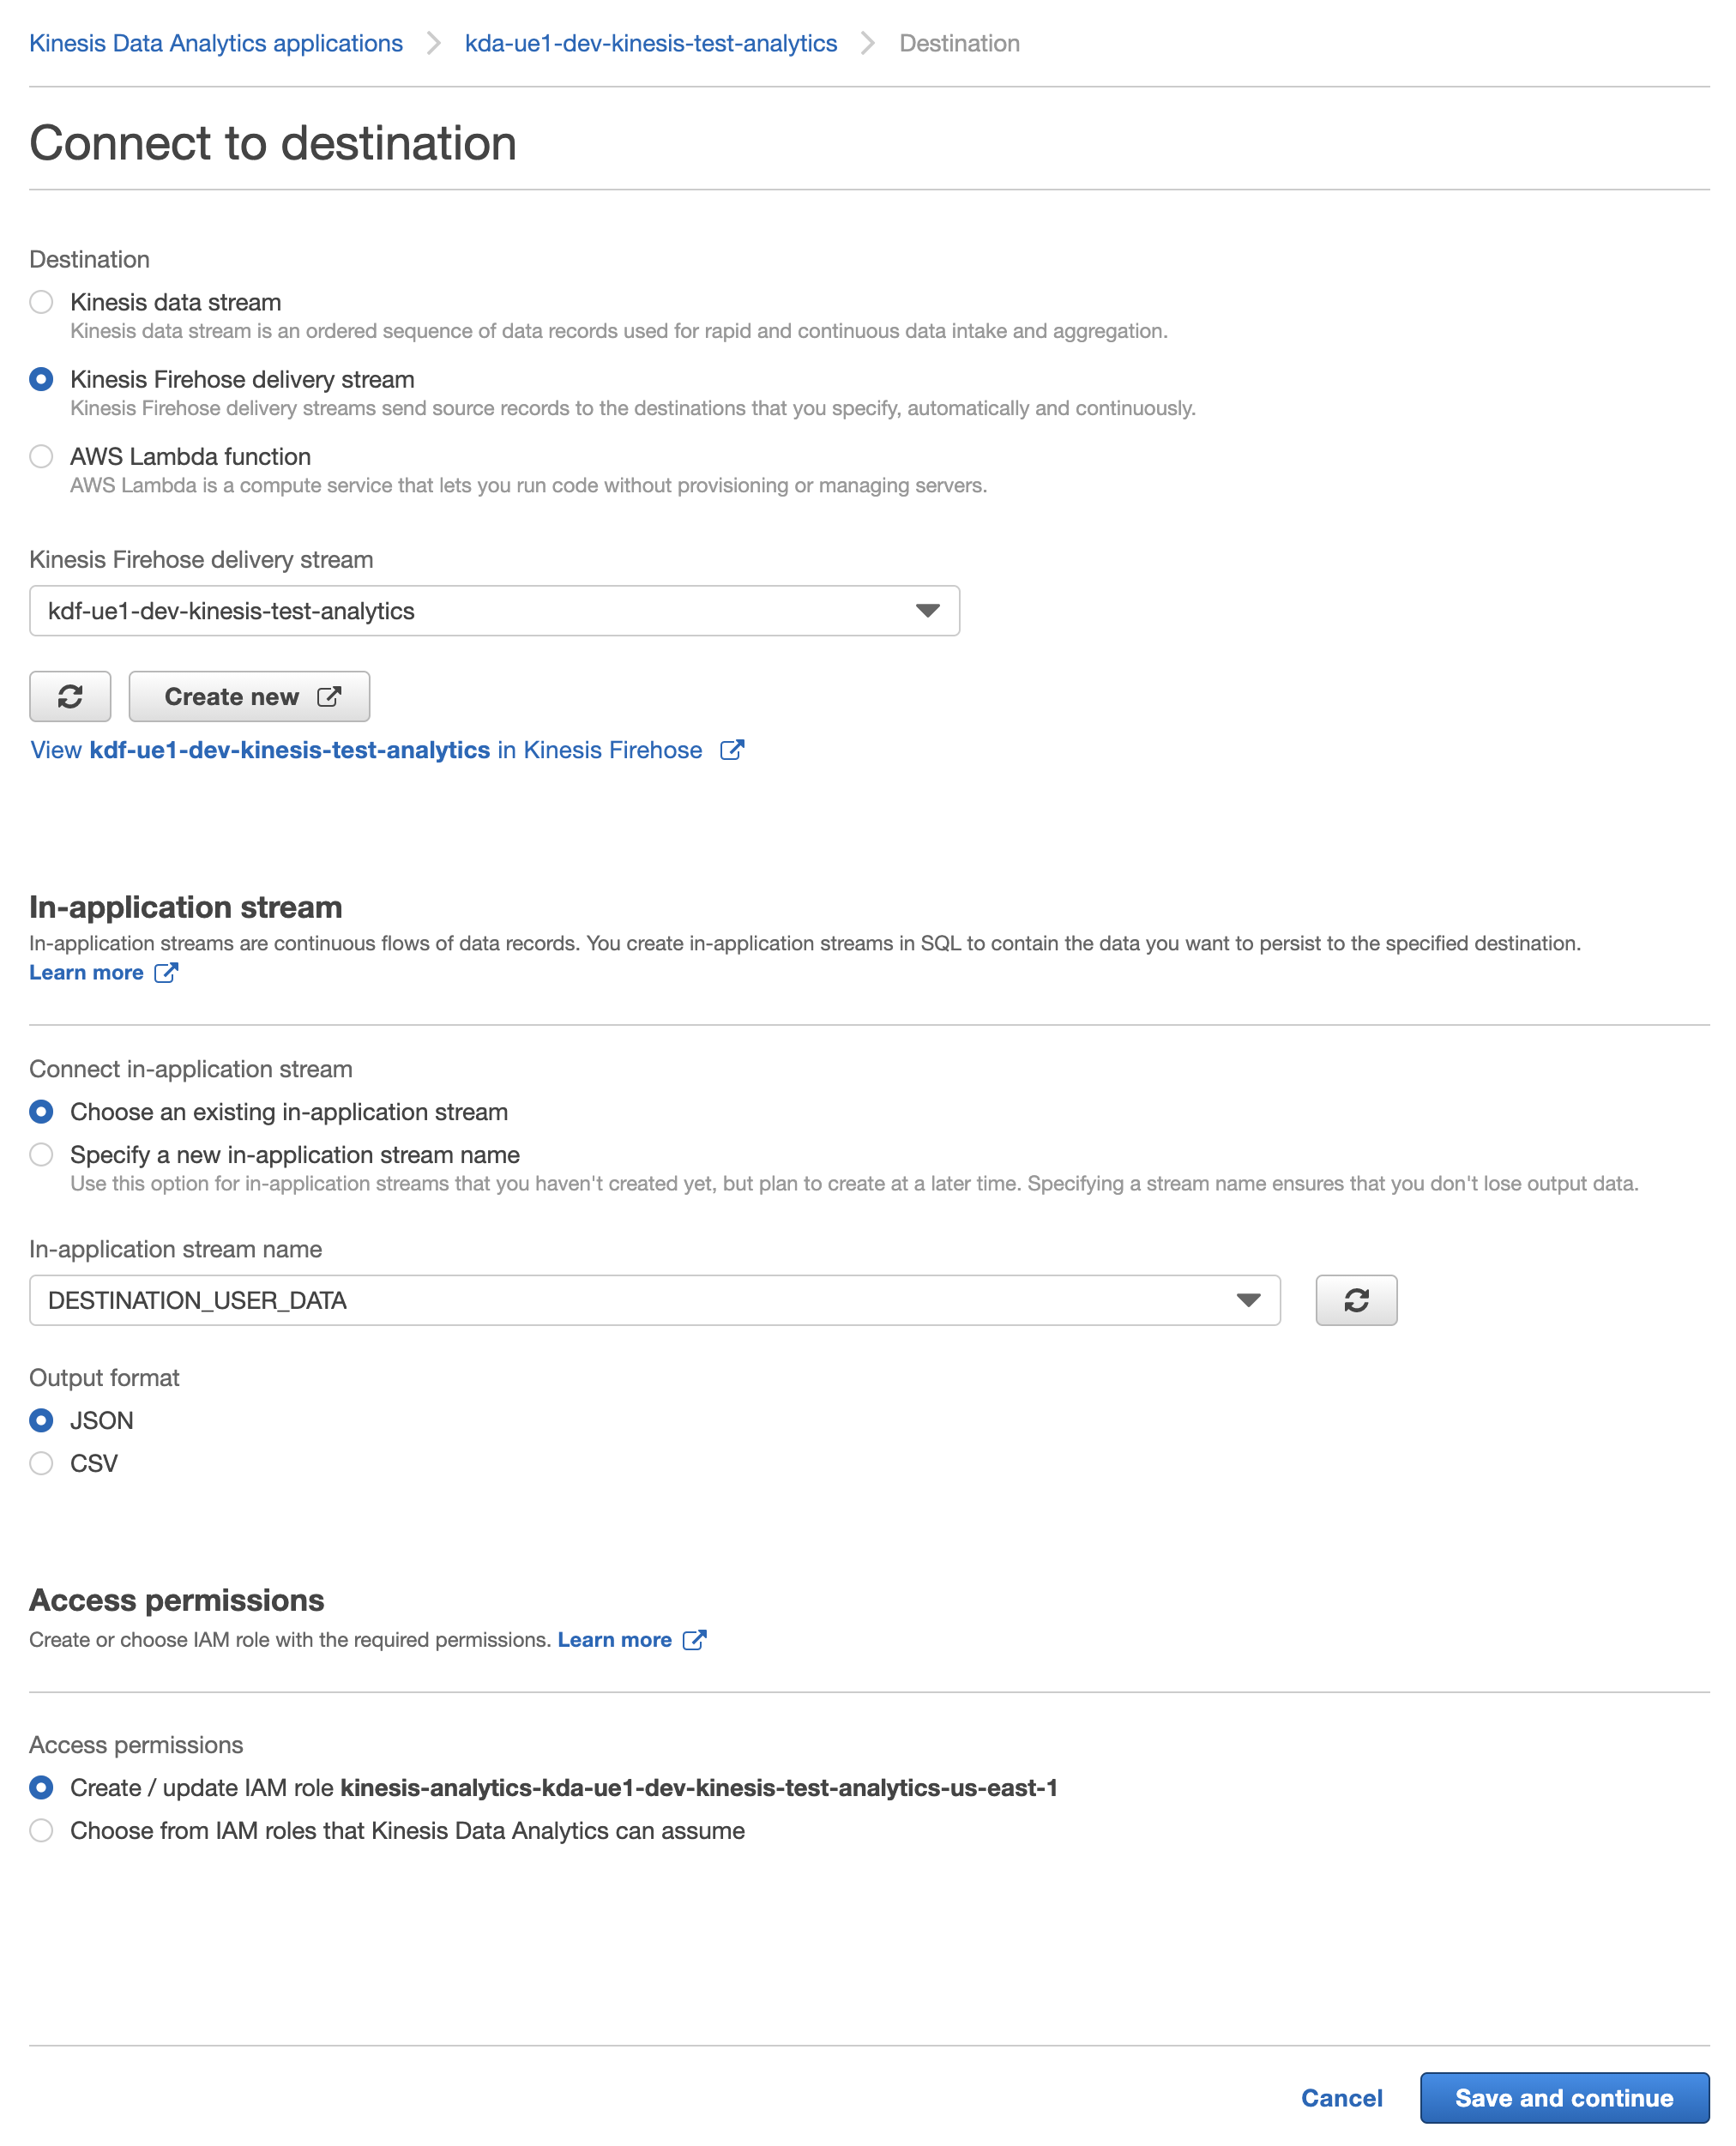 Kinesis Data Analytics applications > kda-ue1-dev-kinesis-test-analytics > Destination
Connect to destination
Destination
Kinesis data stream
Kinesis data stream is an ordered sequence of data records used for rapid and continuous data intake and aggregation.
Kinesis Firehose delivery stream
Kinesis Firehose delivery streams send source records to the destinations that you specify, automatically and continuously.
AWS Lambda function
AWS Lambda is a compute service that lets you run code without provisioning or managing servers.
Kinesis Firehose delivery stream
kdf-ue1-dev-kinesis-test-analytics
Create new
View kdf-ue1-dev-kinesis-test-analytics in Kinesis Firehose
In-application stream
In-application streams are continuous flows of data records. You create in-application streams in SQL to contain the data you want to persist to the specified destination.
Learn more
Connect in-application stream
Choose an existing in-application stream
Specify a new in-application stream name
Use this option for in-application streams that you haven't created yet, but plan to create at a later time. Specifying a stream name ensures that you don't lose output data.
In-application stream name
DESTINATION_USER_DATA
Output format
JSON
CSV
Access permissions
Create or choose IAM role with the required permissions. Learn more
Access permissions
Create / update IAM role kinesis-analytics-kda-ue1-dev-kinesis-test-analytics-us-east-1
Choose from IAM roles that Kinesis Data Analytics can assume
Cancel
Save and continue